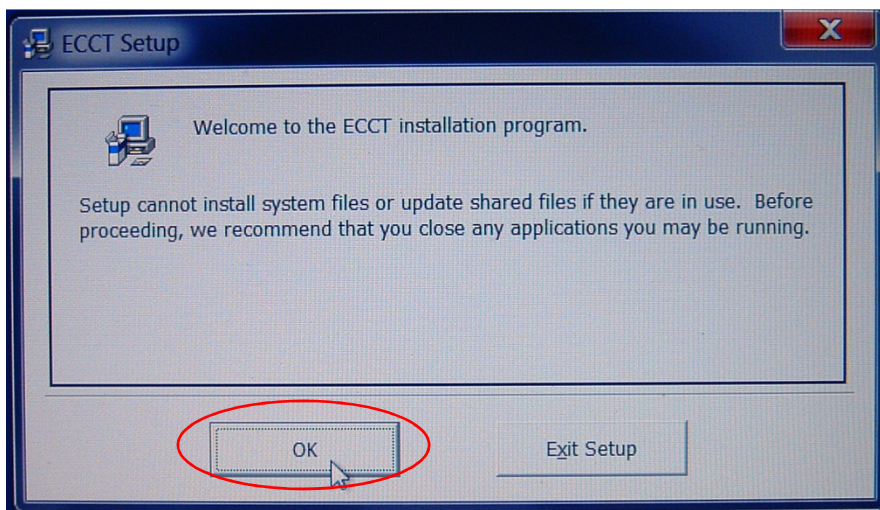 ECCT Setup
Welcome to the ECCT installation program.
Setup cannot install system files or update shared files if they are in use. Before
proceeding, we recommend that you close any applications you may be running.
OK
Exit Setup